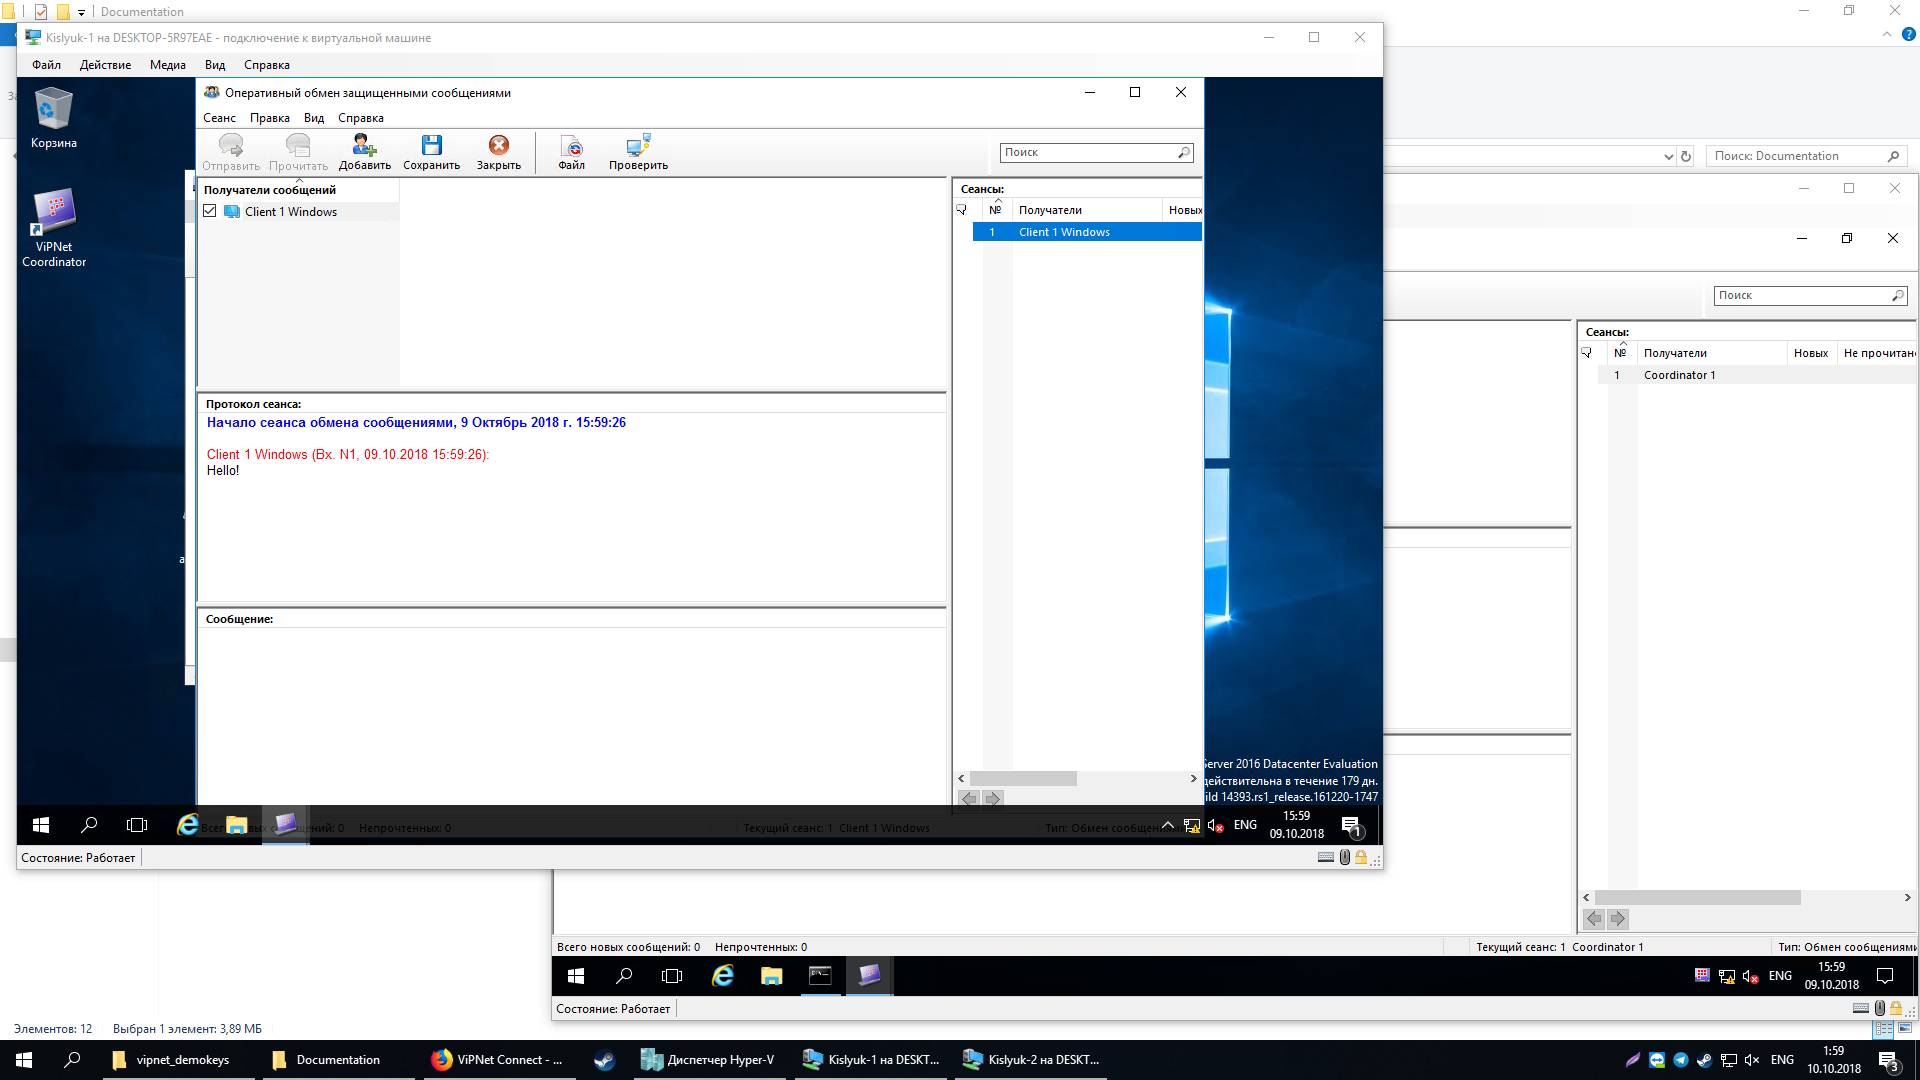 Documentation
Kislyuk-1 на DESKTOP-5R97EAE - подключение к виртуальной машине
Файл Действие Медиа Вид Справка
Корзина
ViPNet
Coordinator
Оперативный обмен защищенными сообщениями
Сеанс Правка Вид Справка
Отправить Прочитать Добавить Сохранить Закрыть Файл Проверить
Поиск
Получатели сообщений
Client 1 Windows
Сеансы:
№ Получатели Новых
1 Client 1 Windows
Протокол сеанса:
Начало сеанса обмена сообщениями, 9 Октябрь 2018 г. 15:59:26
Client 1 Windows (Вх. N1, 09.10.2018 15:59:26):
Hello!
Сообщение:
Server 2016 Datacenter Evaluation
действительна в течение 179 дн.
ild 14393.rs1_release.161220-1747
Непрочтенных: 0
Текущий сеанс: 1 Client 1 Windows
Тип: Обмен сообщениями
ENG
15:59
09.10.2018
1
Состояние: Работает
Поиск: Documentation
Поиск
Сеансы:
№ Получатели Новых Не прочитано
1 Coordinator 1
Всего новых сообщений: 0 Непрочтенных: 0
Текущий сеанс: 1 Coordinator 1
Тип: Обмен сообщениями
ENG
15:59
09.10.2018
Состояние: Работает
Элементов: 12 Выбран 1 элемент: 3,89 МБ
vipnet_demokeys
Documentation
ViPNet Connect - ...
Диспетчер Hyper-V
Kislyuk-1 на DESKT...
Kislyuk-2 на DESKT...
ENG
1:59
10.10.2018
3